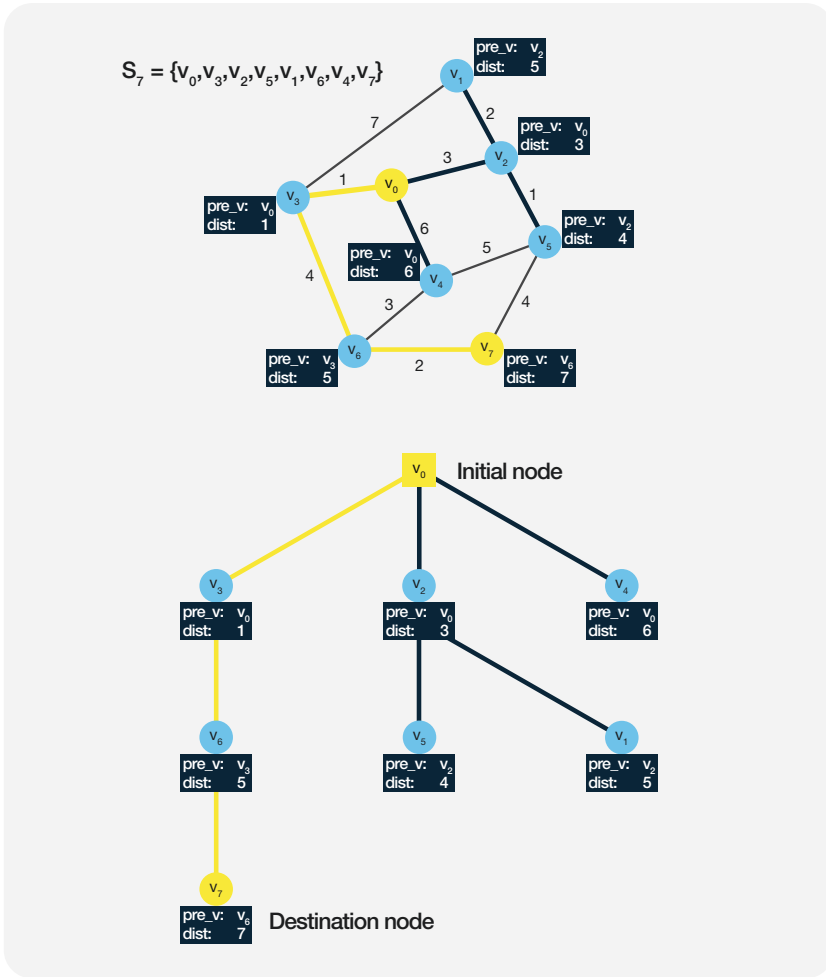 S₇ = {v₀,v₃,v₂,v₅,v₁,v₆,v₄,v₇}
pre_v: v₂
dist: 5
v₁
7
2
pre_v: v₀
dist: 3
v₂
3
1
v₀
v₃
1
pre_v: v₀
dist: 1
6
pre_v: v₂
dist: 4
v₅
5
pre_v: v₀
dist: 6
v₄
4
3
4
v₆
2
v₇
pre_v: v₃
dist: 5
pre_v: v₆
dist: 7
v₀
Initial node
v₃
pre_v: v₀
dist: 1
v₂
pre_v: v₀
dist: 3
v₄
pre_v: v₀
dist: 6
v₆
pre_v: v₃
dist: 5
v₅
pre_v: v₂
dist: 4
v₁
pre_v: v₂
dist: 5
v₇
pre_v: v₆
dist: 7
Destination node